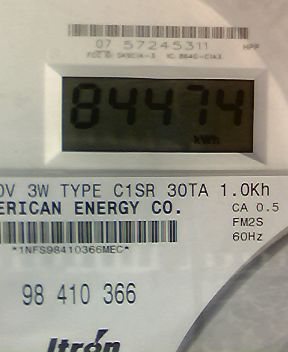 07 57245311
84474
kWh
0V 3W TYPE C1SR 30TA 1.0Kh
ERICAN ENERGY CO.
CA 0.5
FM2S
60Hz
*1NFS98410366MEC*
98 410 366
Itrón